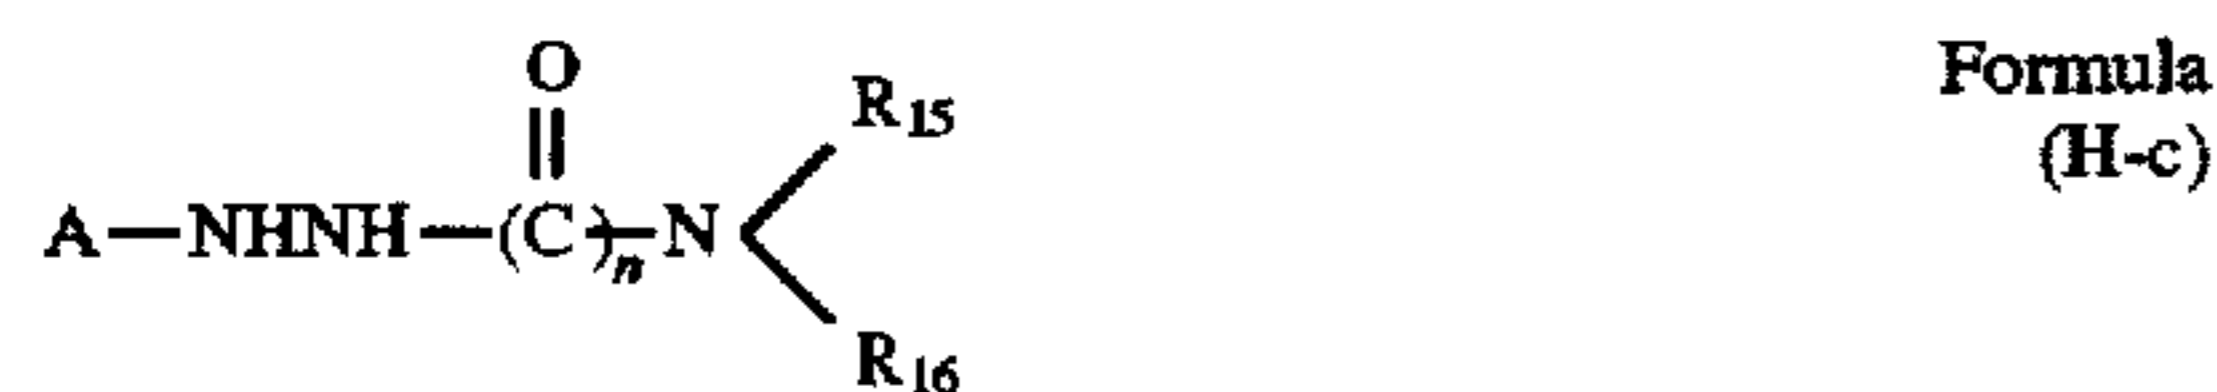 O
R15
Formula
(H-c)
A—NHNH—(C)n—N
R16